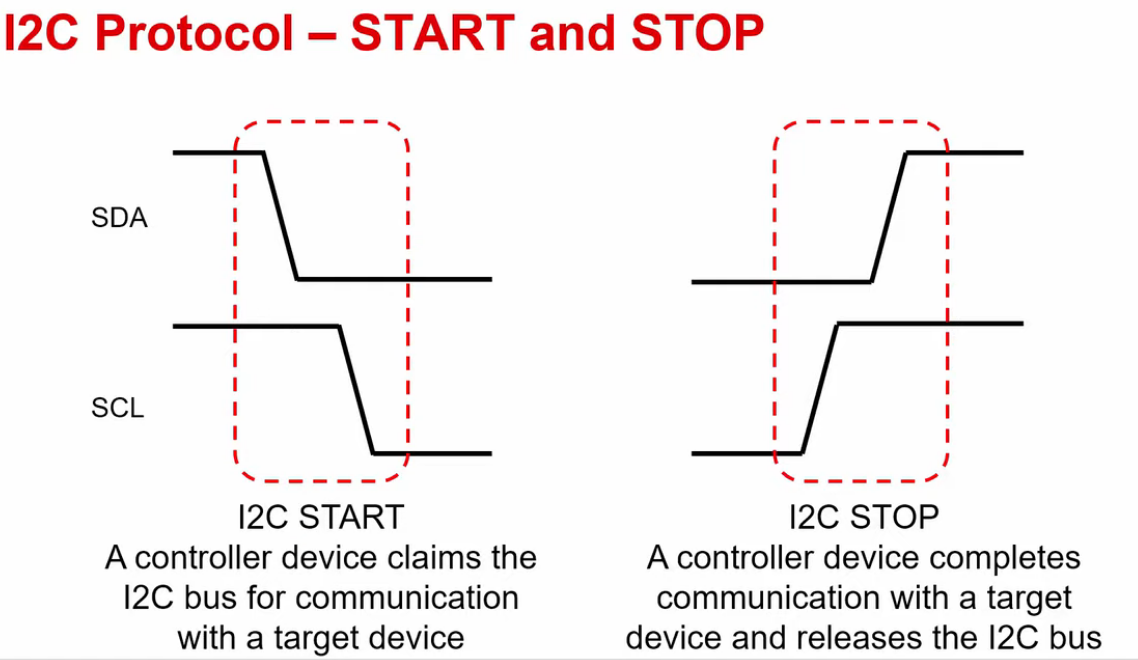 I2C Protocol – START and STOP
SDA
SCL
I2C START
A controller device claims the
I2C bus for communication
with a target device
I2C STOP
A controller device completes
communication with a target
device and releases the I2C bus